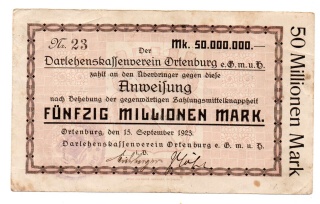 No. 23
Mk. 50.000.000.—
Der
Darlehenskassenverein Ortenburg e.G.m.u.H.
zahlt an den Überbringer gegen diese
Anweisung
nach Behebung der gegenwärtigen Zahlungsmittelknappheit
FÜNFZIG MILLIONEN MARK.
Ortenburg, den 15. September 1923.
Darlehenskassenverein Ortenburg e. G. m. u. H.
50 Millionen Mark